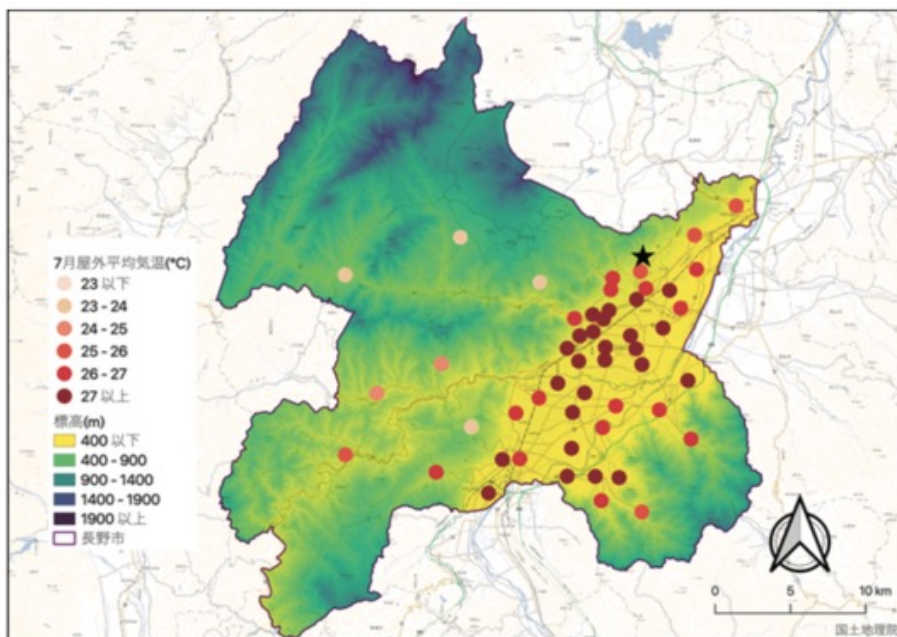 7月屋外平均気温(°C)
23 以下
23 - 24
24 - 25
25 - 26
26 - 27
27 以上
標高(m)
400 以下
400 - 900
900 - 1400
1400 - 1900
1900 以上
長野市
0 5 10 km
国土地理院